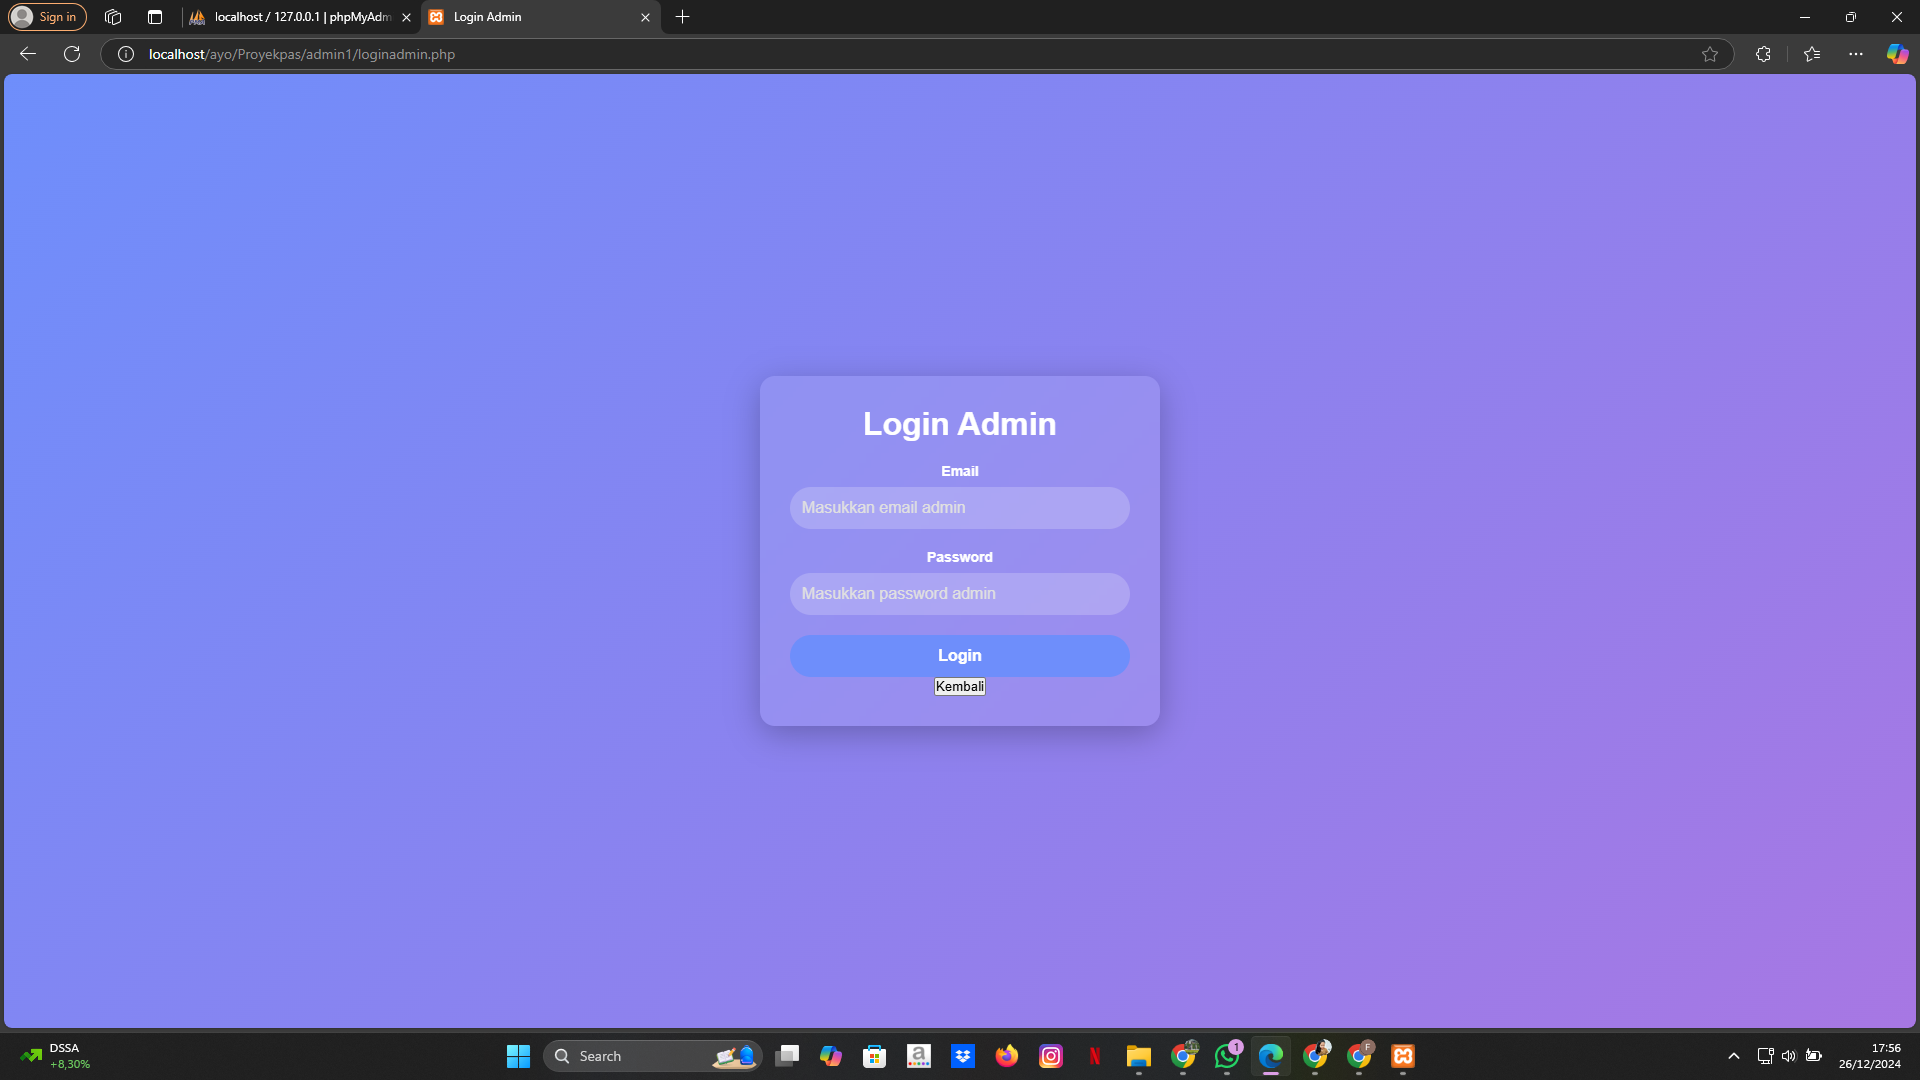 Sign in
localhost / 127.0.0.1 | phpMyAdm
Login Admin
localhost/ayo/Proyekpas/admin1/loginadmin.php
Login Admin
Email
Masukkan email admin
Password
Masukkan password admin
Login
Kembali
DSSA
+8,30%
Search
a
N
1
F
17:56
26/12/2024